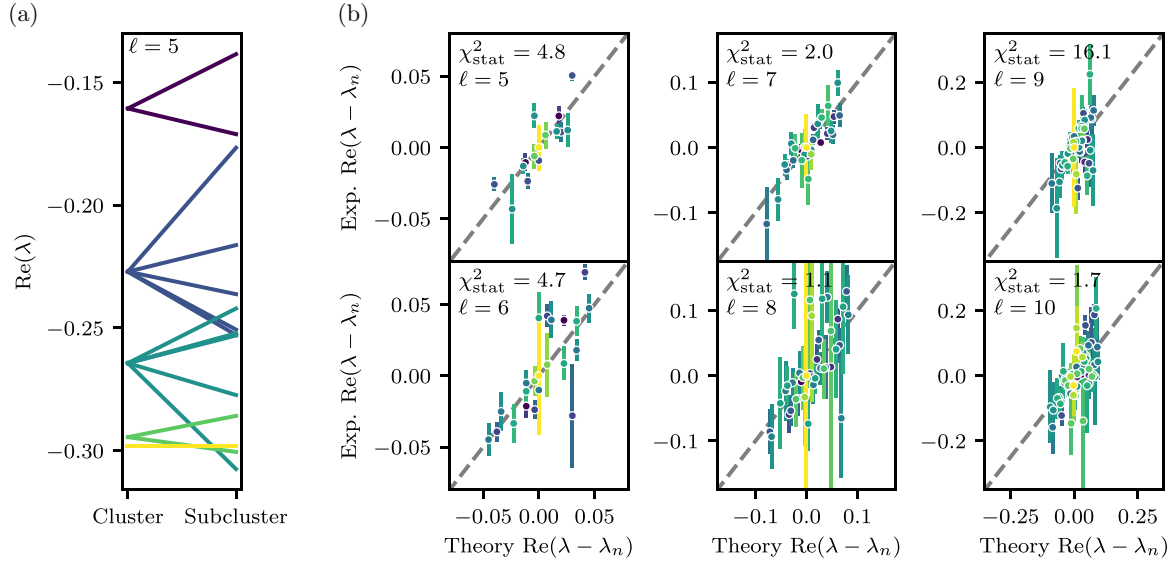 (a)
ℓ = 5
−0.15
−0.20
−0.25
−0.30
Re(λ)
Cluster Subcluster
(b)
χ²stat = 4.8
ℓ = 5
0.05
0.00
−0.05
Exp. Re(λ − λn)
χ²stat = 2.0
ℓ = 7
0.1
0.0
−0.1
χ²stat = 16.1
ℓ = 9
0.2
0.0
−0.2
χ²stat = 4.7
ℓ = 6
0.05
0.00
−0.05
Exp. Re(λ − λn)
−0.05 0.00 0.05
Theory Re(λ − λn)
χ²stat = 1.1
ℓ = 8
0.1
0.0
−0.1
−0.1 0.0 0.1
Theory Re(λ − λn)
χ²stat = 1.7
ℓ = 10
0.2
0.0
−0.2
−0.25 0.00 0.25
Theory Re(λ − λn)